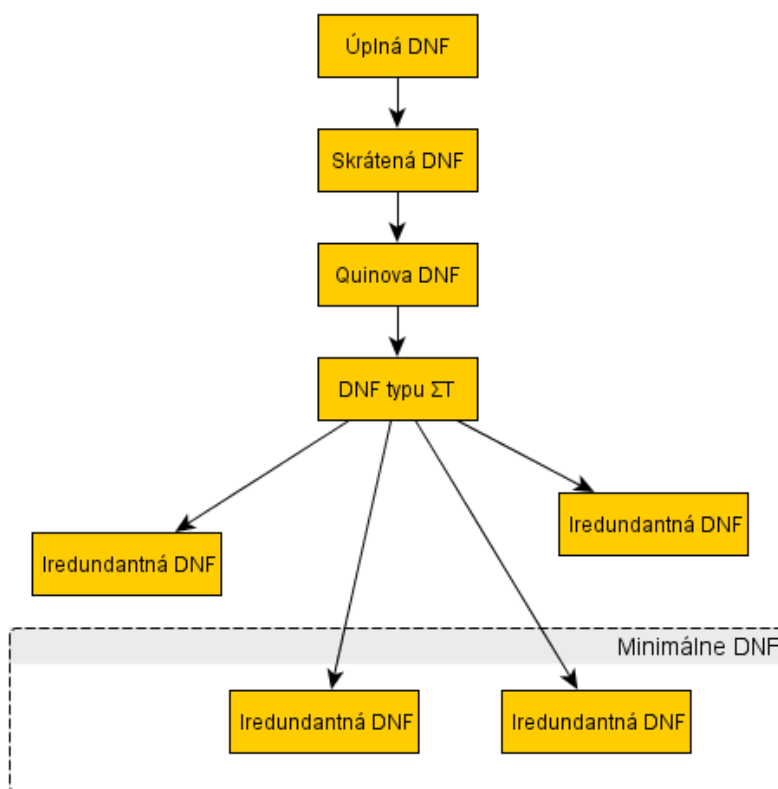 Úplná DNF
Skrátená DNF
Quinova DNF
DNF typu ΣT
Iredundantná DNF
Iredundantná DNF
Minimálne DNF
Iredundantná DNF
Iredundantná DNF